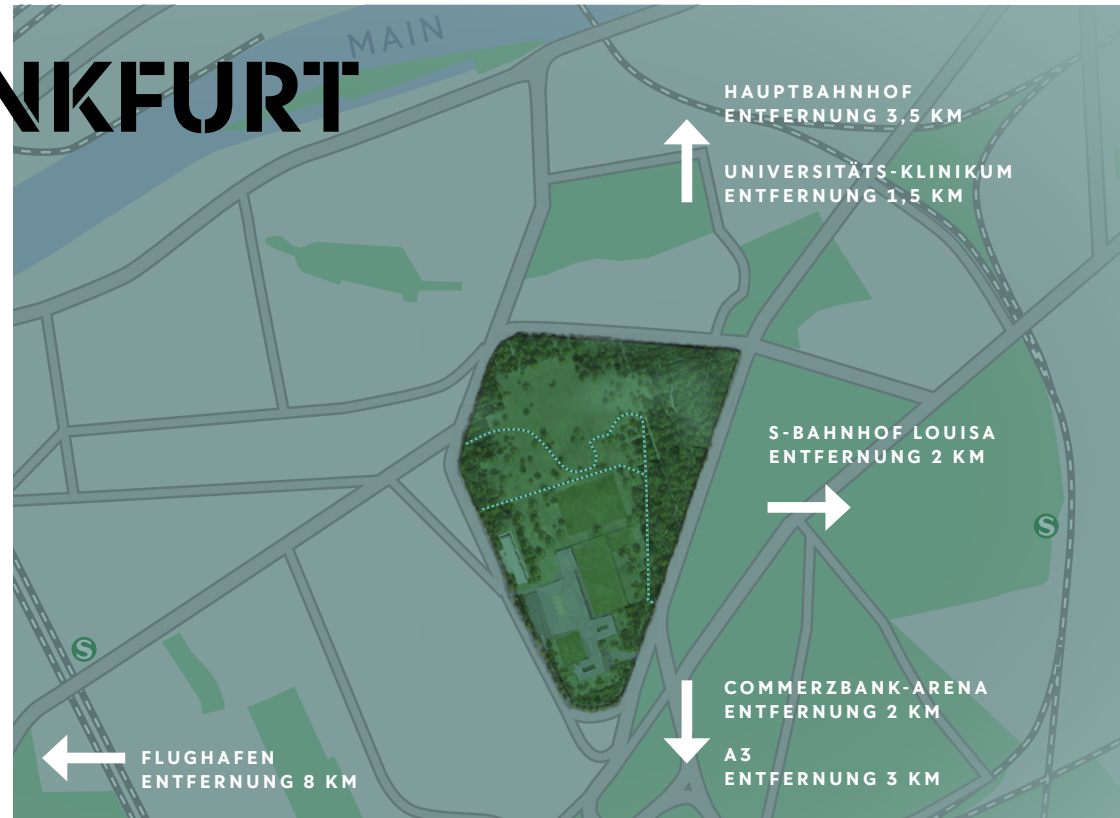 MAIN
NKFURT
HAUPTBAHNHOF
ENTFERNUNG 3,5 KM
UNIVERSITÄTS-KLINIKUM
ENTFERNUNG 1,5 KM
S-BAHNHOF LOUISA
ENTFERNUNG 2 KM
S
S
COMMERZBANK-ARENA
ENTFERNUNG 2 KM
A3
ENTFERNUNG 3 KM
FLUGHAFEN
ENTFERNUNG 8 KM